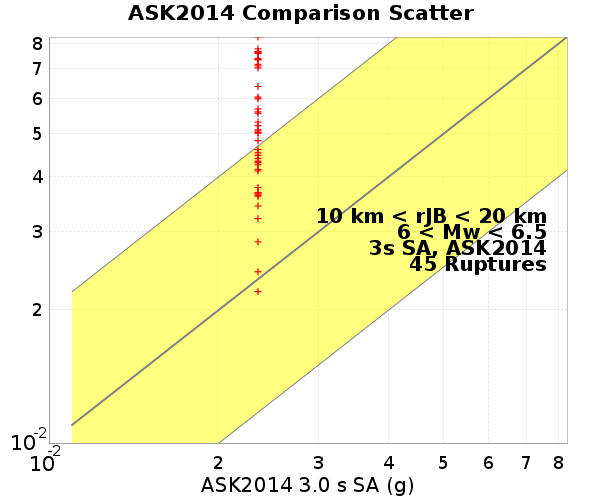 ASK2014 Comparison Scatter
8
7
6
5
4
3
2
10-2
10 km < rJB < 20 km
6 < Mw < 6.5
3s SA, ASK2014
45 Ruptures
10-2
2
3
4
5
6
7
8
ASK2014 3.0 s SA (g)